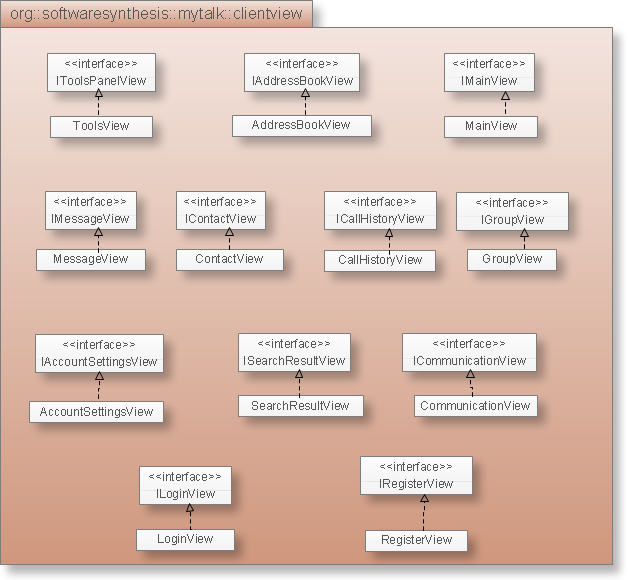 org::softwaresynthesis::mytalk::clientview
<<interface>>
IToolsPanelView
ToolsView
<<interface>>
IAddressBookView
AddressBookView
<<interface>>
IMainView
MainView
<<interface>>
IMessageView
MessageView
<<interface>>
IContactView
ContactView
<<interface>>
ICallHistoryView
CallHistoryView
<<interface>>
IGroupView
GroupView
<<interface>>
IAccountSettingsView
AccountSettingsView
<<interface>>
ISearchResultView
SearchResultView
<<interface>>
ICommunicationView
CommunicationView
<<interface>>
ILoginView
LoginView
<<interface>>
IRegisterView
RegisterView